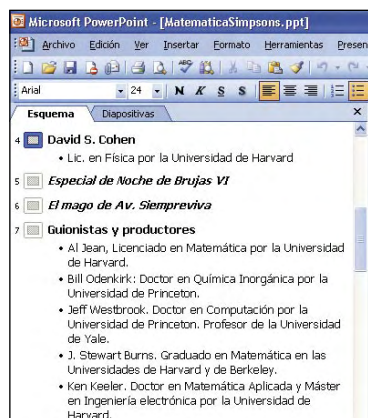 Microsoft PowerPoint - [MatematicaSimpsons.ppt]
Archivo Edición Ver Insertar Formato Herramientas Presen
Arial 24 N K S S
Esquema Diapositivas ×
4 David S. Cohen
• Lic. en Física por la Universidad de Harvard
5 Especial de Noche de Brujas VI
6 El mago de Av. Siempreviva
7 Guionistas y productores
• Al Jean, Licenciado en Matemática por la Universidad
de Harvard.
• Bill Odenkirk: Doctor en Química Inorgánica por la
Universidad de Princeton.
• Jeff Westbrook. Doctor en Computación por la
Universidad de Princeton. Profesor de la Universidad
de Yale.
• J. Stewart Burns. Graduado en Matemática en las
Universidades de Harvard y de Berkeley.
• Ken Keeler. Doctor en Matemática Aplicada y Máster
en Ingeniería electrónica por la Universidad de
Harvard.